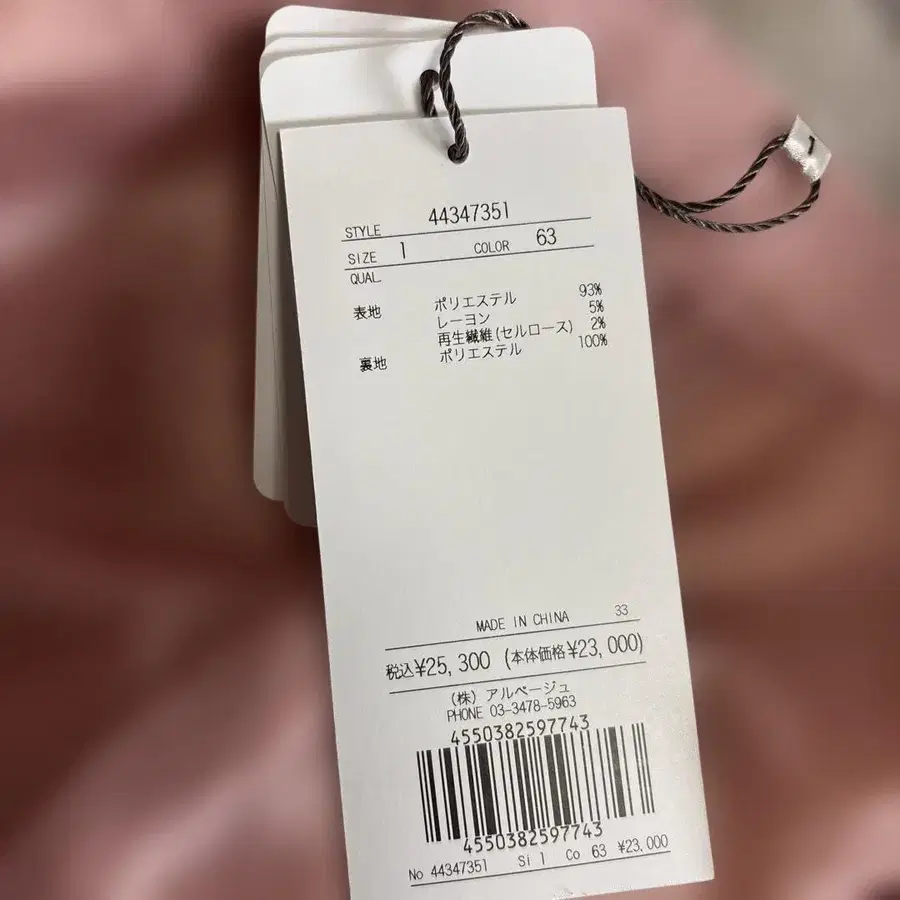 STYLE 44347351
SIZE 1 COLOR 63
QUAL
表地 ポリエステル 93%
レーヨン 5%
再生繊維(セルロース) 2%
裏地 ポリエステル 100%
MADE IN CHINA 33
税込¥25,300 (本体価格¥23,000)
(株) アルページュ
PHONE 03-3478-5963
4550382597743
4550382597743
No 44347351 Si 1 Co 63 ¥23,000
1